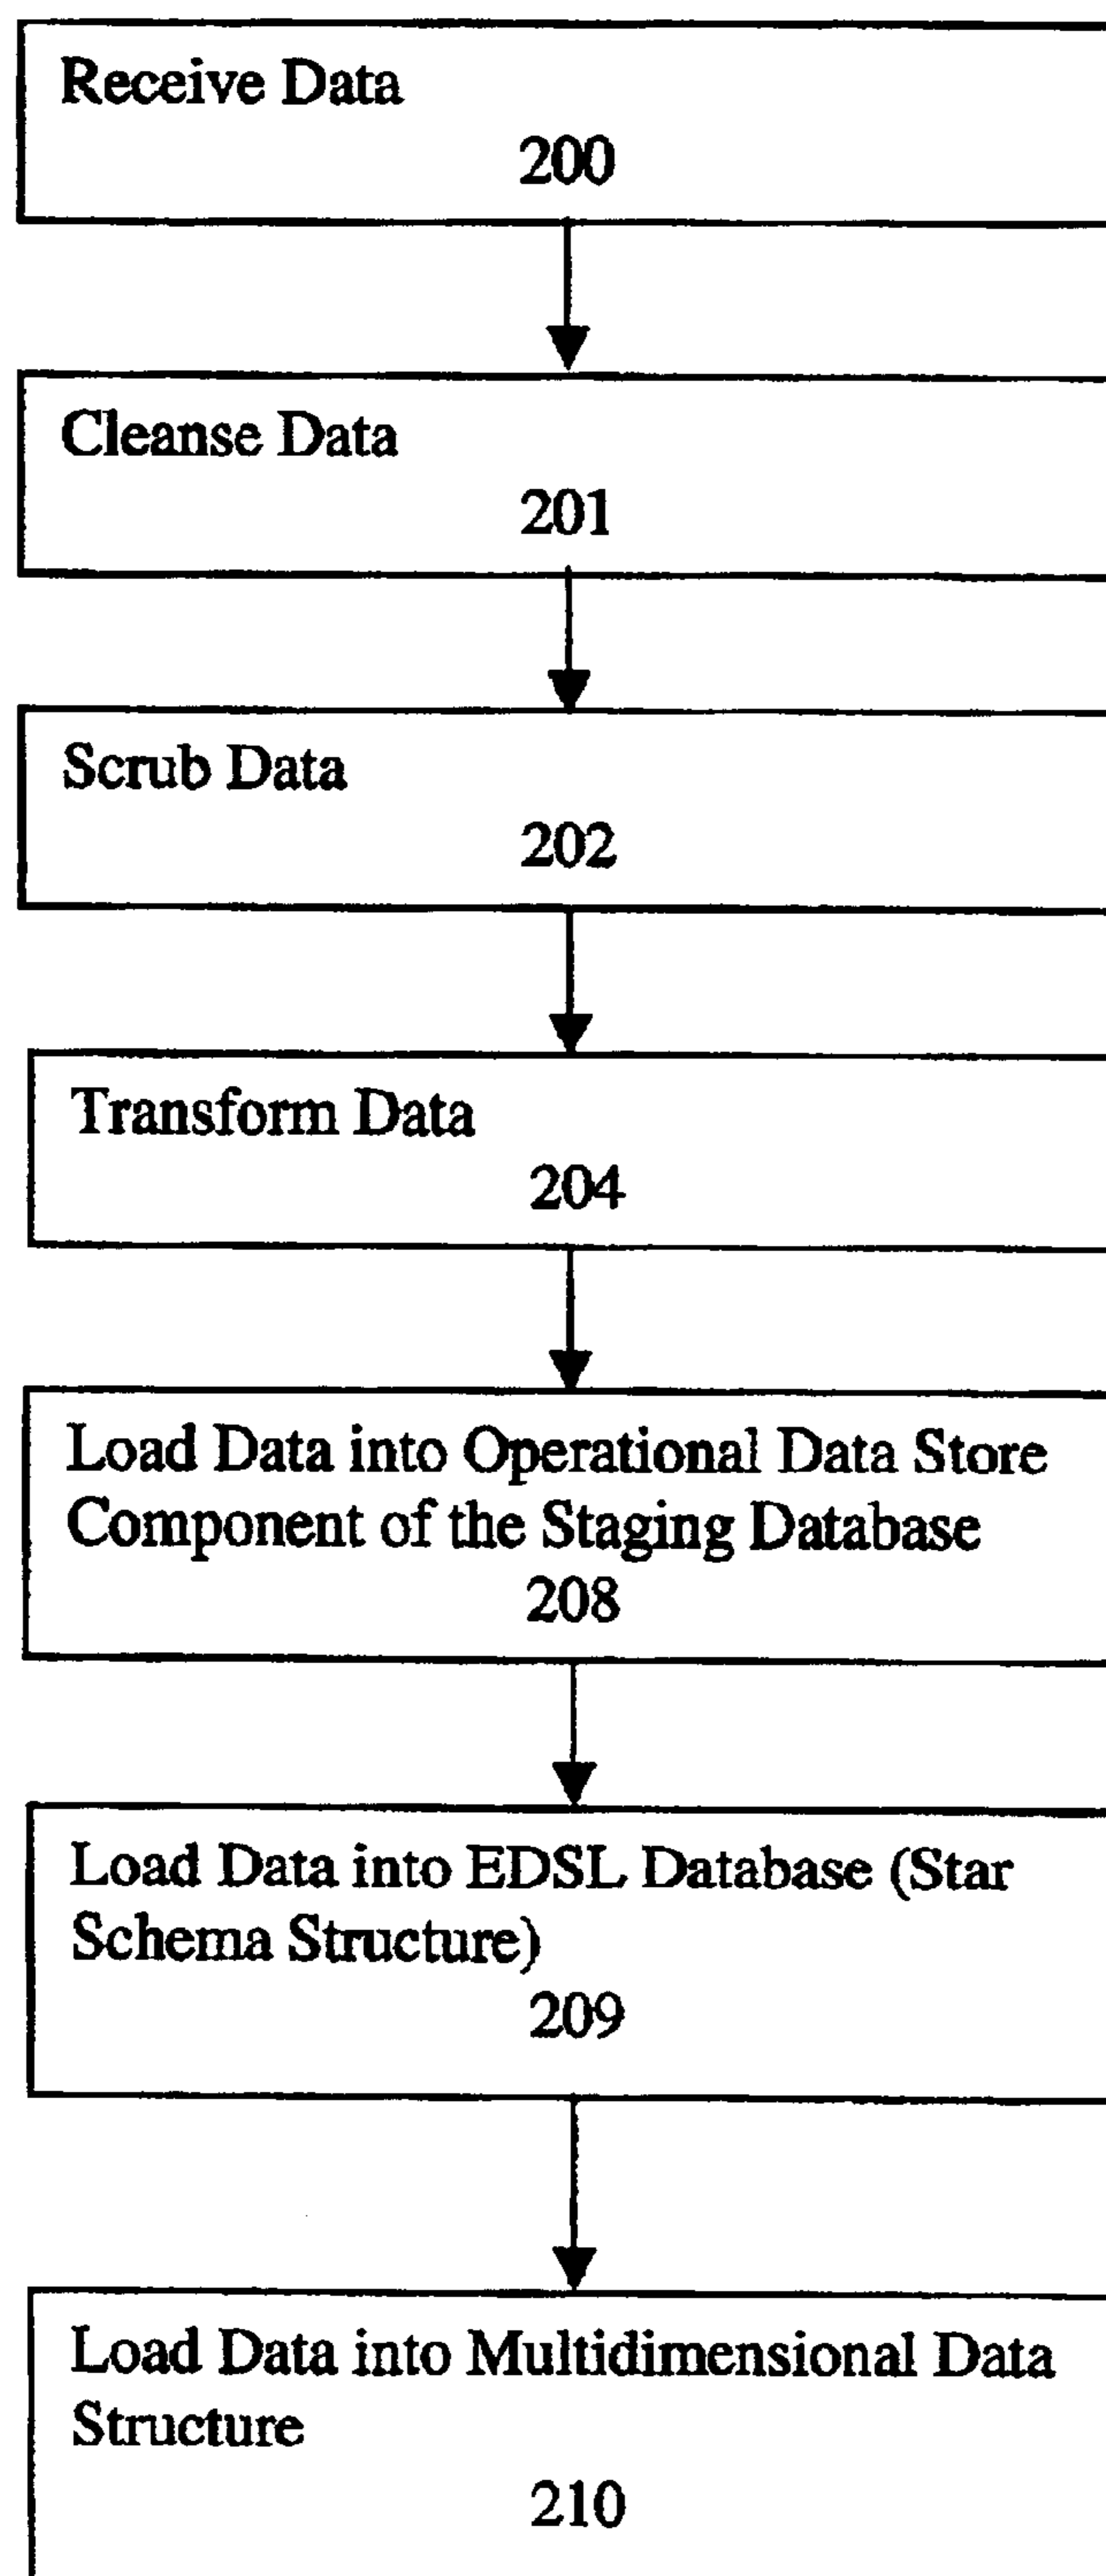 Receive Data
200
Cleanse Data
201
Scrub Data
202
Transform Data
204
Load Data into Operational Data Store
Component of the Staging Database
208
Load Data into EDSL Database (Star
Schema Structure)
209
Load Data into Multidimensional Data
Structure
210